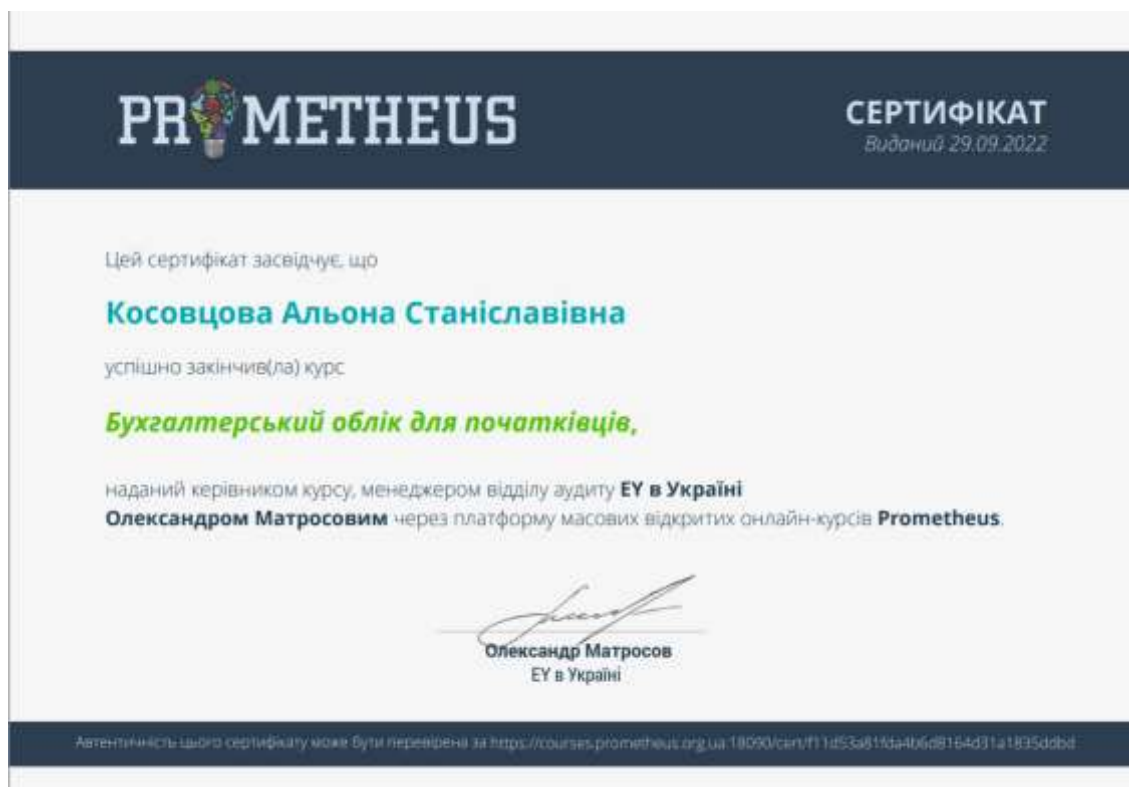 PROMETHEUS
СЕРТИФІКАТ
Виданий 29.09.2022
Цей сертифікат засвідчує, що
Косовцова Альона Станіславівна
успішно закінчив(ла) курс
Бухгалтерський облік для початківців,
наданий керівником курсу, менеджером відділу аудиту EY в Україні
Олександром Матросовим через платформу масових відкритих онлайн-курсів Prometheus.
Олександр Матросов
EY в Україні
Автентичність цього сертифікату може бути перевірена за https://courses.prometheus.org.ua:18090/cert/f11d53a81fda4b6d8164d31a1835ddbd